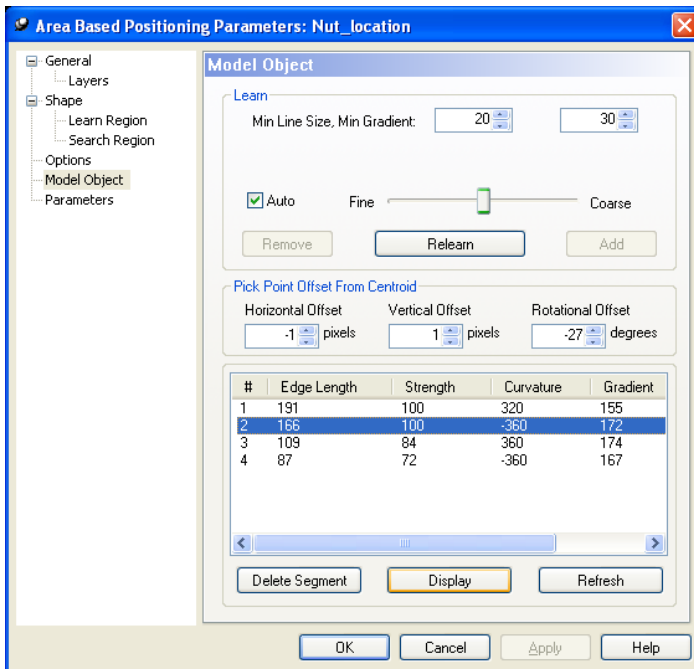 Area Based Positioning Parameters: Nut_location
General
Layers
Shape
Learn Region
Search Region
Options
Model Object
Parameters
Model Object
Learn
Min Line Size, Min Gradient: 20 30
Auto Fine Coarse
Remove Relearn Add
Pick Point Offset From Centroid
Horizontal Offset Vertical Offset Rotational Offset
-1 pixels 1 pixels -27 degrees
# Edge Length Strength Curvature Gradient
1 191 100 320 155
2 166 100 -360 172
3 109 84 360 174
4 87 72 -360 167
Delete Segment Display Refresh
OK Cancel Apply Help